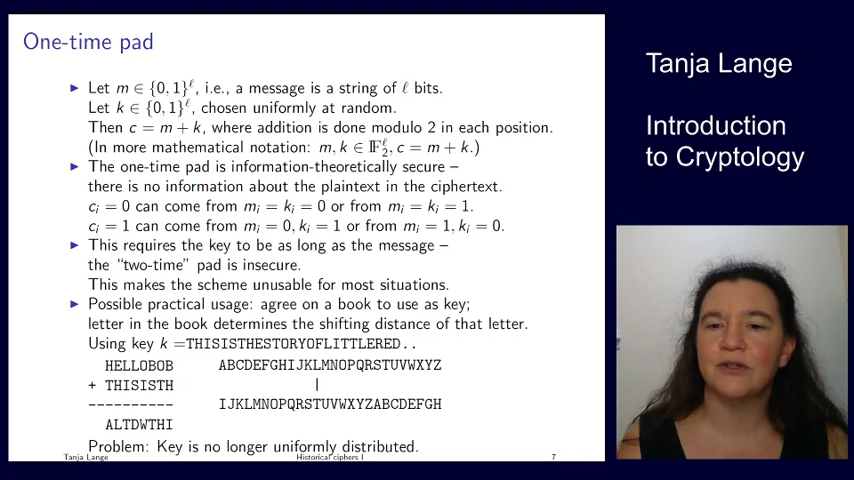 One-time pad
▶ Let m ∈ {0, 1}^ℓ, i.e., a message is a string of ℓ bits.
Let k ∈ {0, 1}^ℓ, chosen uniformly at random.
Then c = m + k, where addition is done modulo 2 in each position.
(In more mathematical notation: m, k ∈ 𝔽₂^ℓ, c = m + k.)
▶ The one-time pad is information-theoretically secure –
there is no information about the plaintext in the ciphertext.
cᵢ = 0 can come from mᵢ = kᵢ = 0 or from mᵢ = kᵢ = 1.
cᵢ = 1 can come from mᵢ = 0, kᵢ = 1 or from mᵢ = 1, kᵢ = 0.
▶ This requires the key to be as long as the message –
the “two-time” pad is insecure.
This makes the scheme unusable for most situations.
▶ Possible practical usage: agree on a book to use as key;
letter in the book determines the shifting distance of that letter.
Using key k =THISISTHESTORYOFLITTLERED..
HELLOBOB ABCDEFGHIJKLMNOPQRSTUVWXYZ
+ THISISTH |
---------- IJKLMNOPQRSTUVWXYZABCDEFGH
ALTDWTHI
Problem: Key is no longer uniformly distributed.
Tanja Lange Historical ciphers I 7
Tanja Lange
Introduction
to Cryptology